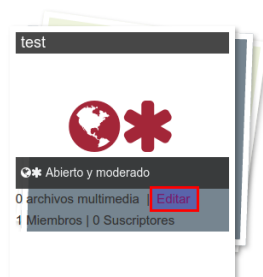 test
Abierto y moderado
0 archivos multimedia | Editar
1 Miembros | 0 Suscriptores